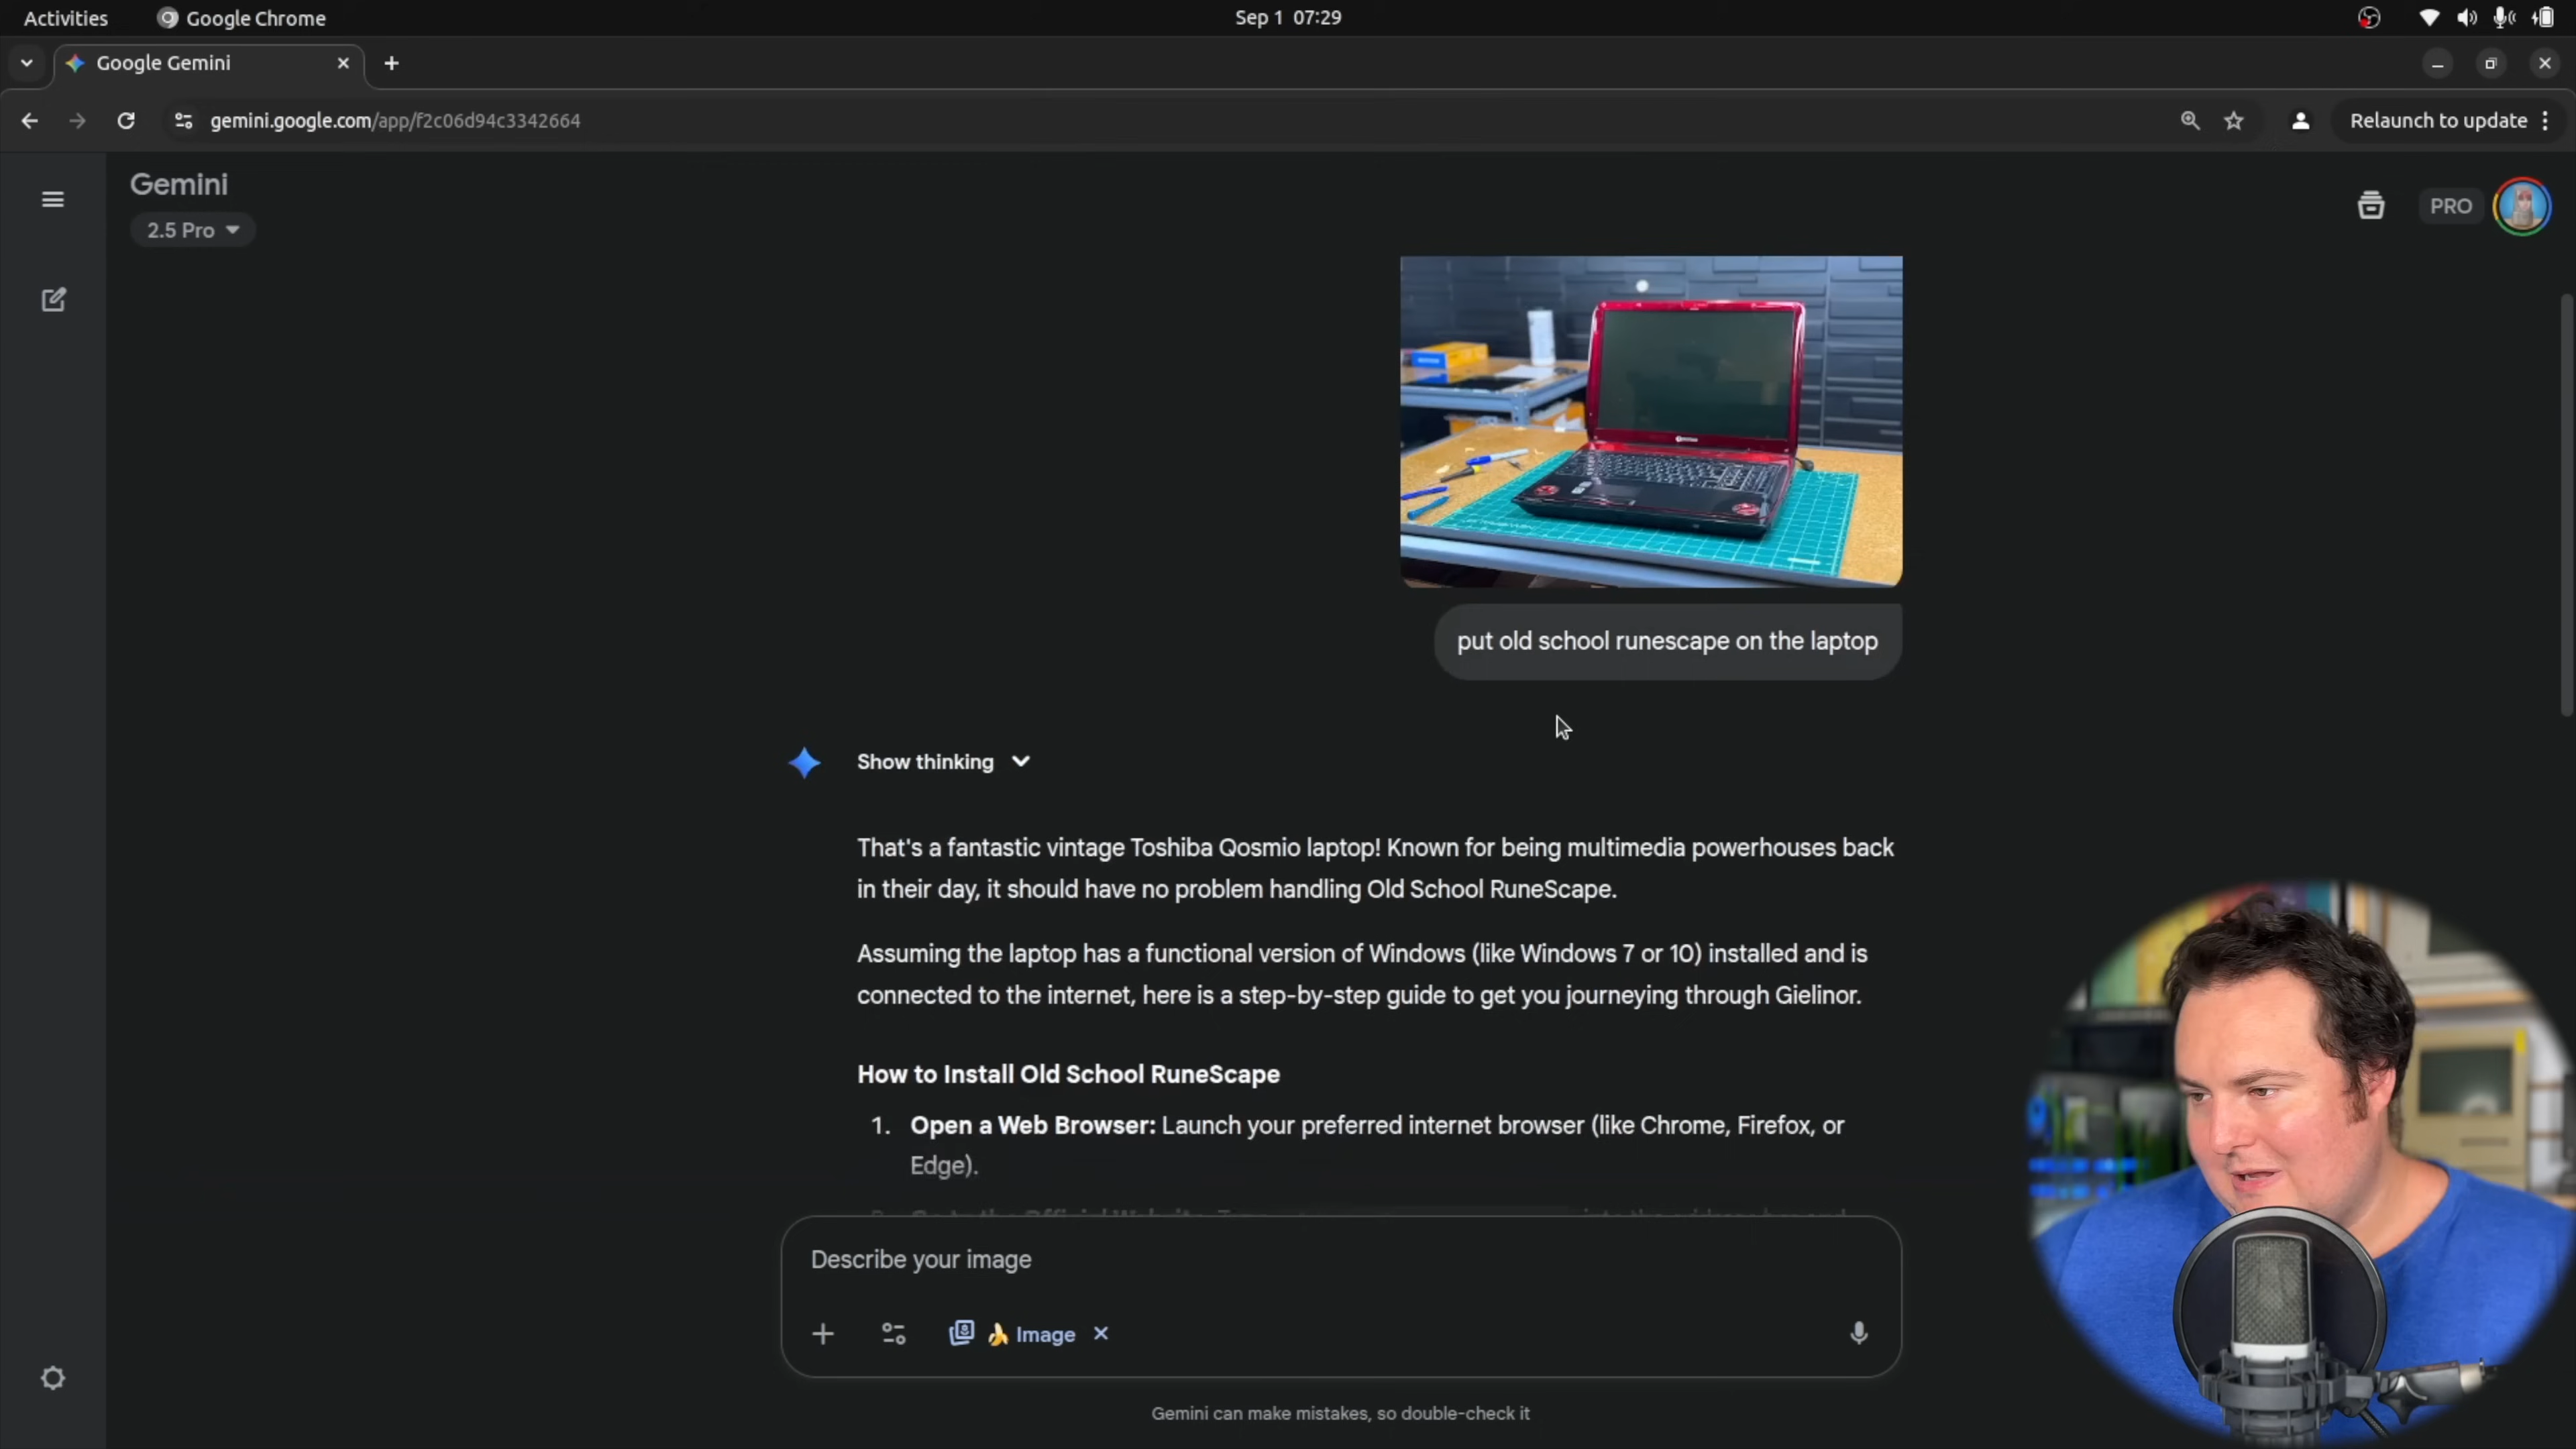 Activities
Google Chrome
Sep 1 07:29
Google Gemini
gemini.google.com/app/f2c06d94c3342664
Relaunch to update
Gemini
2.5 Pro
PRO
put old school runescape on the laptop
Show thinking
That's a fantastic vintage Toshiba Qosmio laptop! Known for being multimedia powerhouses back
in their day, it should have no problem handling Old School RuneScape.
Assuming the laptop has a functional version of Windows (like Windows 7 or 10) installed and is
connected to the internet, here is a step-by-step guide to get you journeying through Gielinor.
How to Install Old School RuneScape
1. Open a Web Browser: Launch your preferred internet browser (like Chrome, Firefox, or
Edge).
Describe your image
Image
Gemini can make mistakes, so double-check it